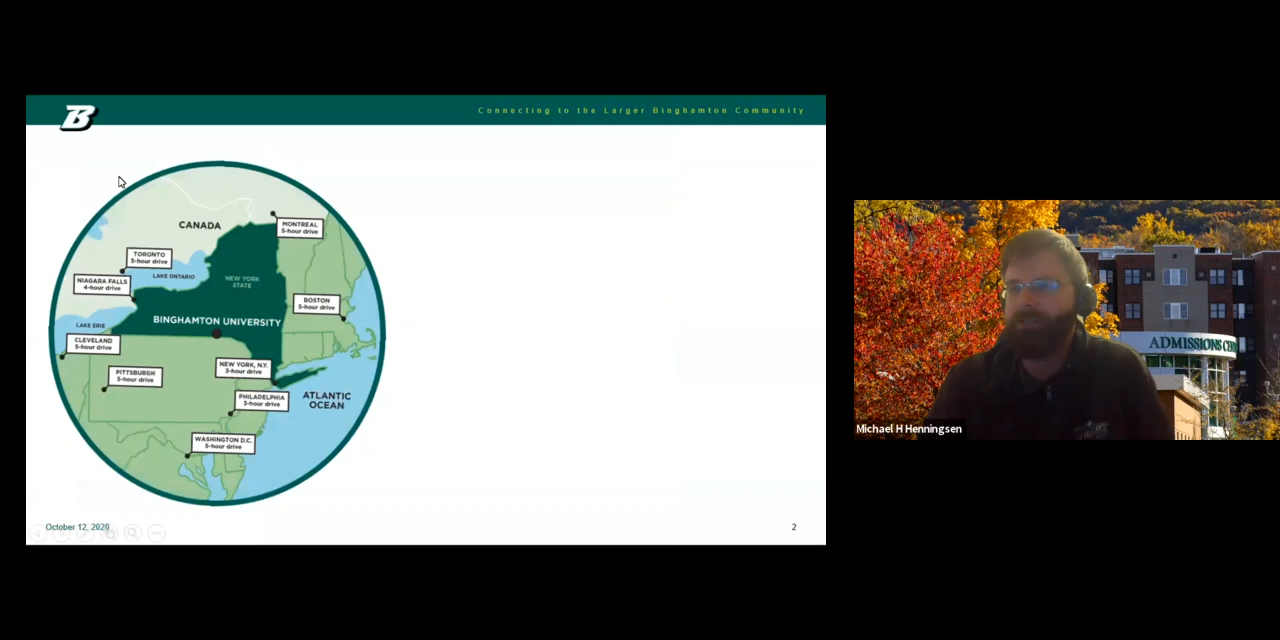 B
Connecting to the Larger Binghamton Community
CANADA
MONTREAL
5-hour drive
TORONTO
5-hour drive
LAKE ONTARIO
NIAGARA FALLS
4-hour drive
NEW YORK
STATE
BOSTON
5-hour drive
LAKE ERIE
BINGHAMTON UNIVERSITY
CLEVELAND
5-hour drive
NEW YORK, N.Y.
3-hour drive
PITTSBURGH
5-hour drive
PHILADELPHIA
3-hour drive
ATLANTIC
OCEAN
WASHINGTON D.C.
5-hour drive
October 12, 2020
2
ADMISSIONS CE
Michael H Henningsen